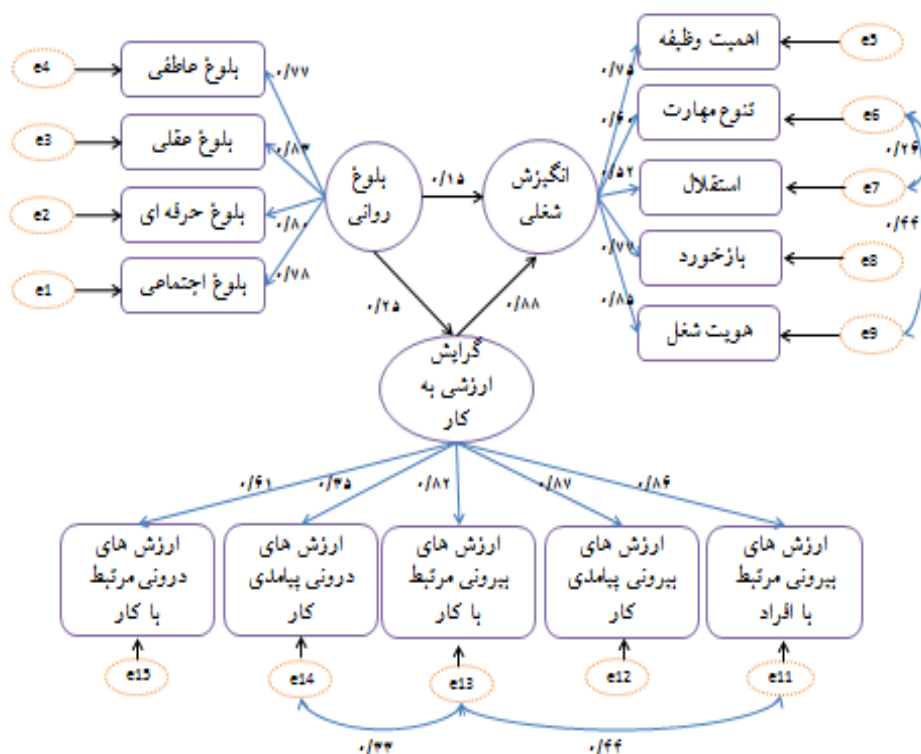 e5
اهمیت وظیفه
۰/۷۵
e6
تنوع مهارت
۰/۶۰
۰/۲۶
e7
استقلال
۰/۵۲
۰/۴۴
e8
بازخورد
۰/۷۷
e9
هویت شغل
۰/۸۵
انگیزش
شغلی
۰/۱۵
بلوغ
روانی
۰/۷۷
بلوغ عاطفی
e4
۰/۸۳
بلوغ عقلی
e3
۰/۸۰
بلوغ حرفه ای
e2
۰/۷۸
بلوغ اجتماعی
e1
۰/۸۸
۰/۲۵
گرایش
ارزشی به
کار
۰/۸۶
۰/۸۷
۰/۸۲
۰/۳۵
۰/۶۱
ارزش های
بیرونی مرتبط
با افراد
ارزش های
بیرونی پیامدی
کار
ارزش های
بیرونی مرتبط
با کار
ارزش های
درونی پیامدی
کار
ارزش های
درونی مرتبط
با کار
e11
e12
e13
e14
e15
۰/۴۴
۰/۳۳